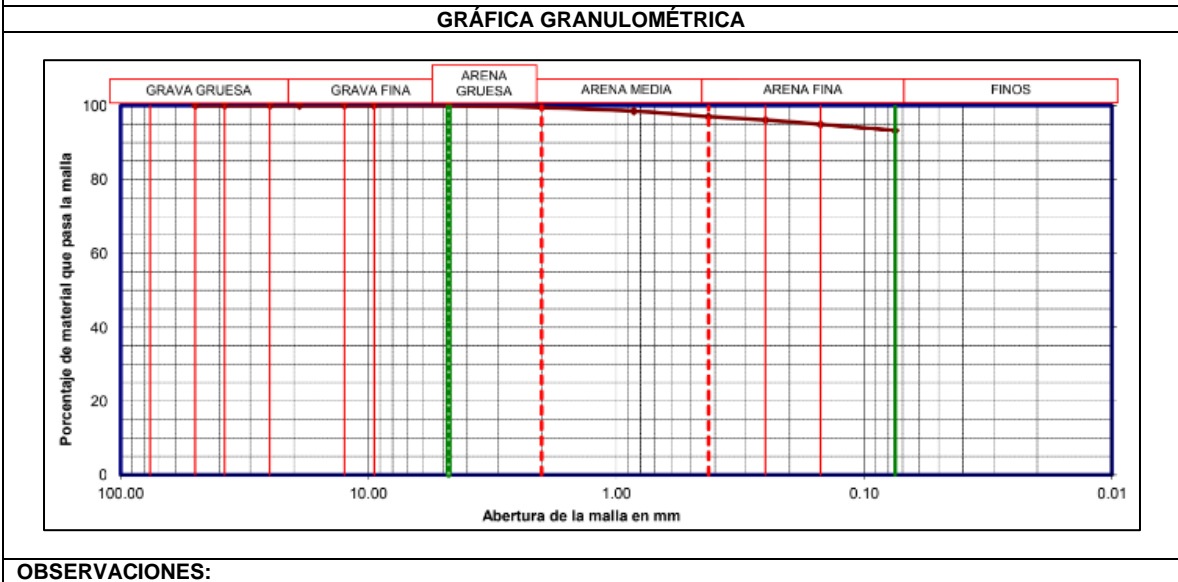 GRÁFICA GRANULOMÉTRICA
GRAVA GRUESA
GRAVA FINA
ARENA
GRUESA
ARENA MEDIA
ARENA FINA
FINOS
Porcentaje de material que pasa la malla
100
80
60
40
20
0
100.00
10.00
1.00
0.10
0.01
Abertura de la malla en mm
OBSERVACIONES: